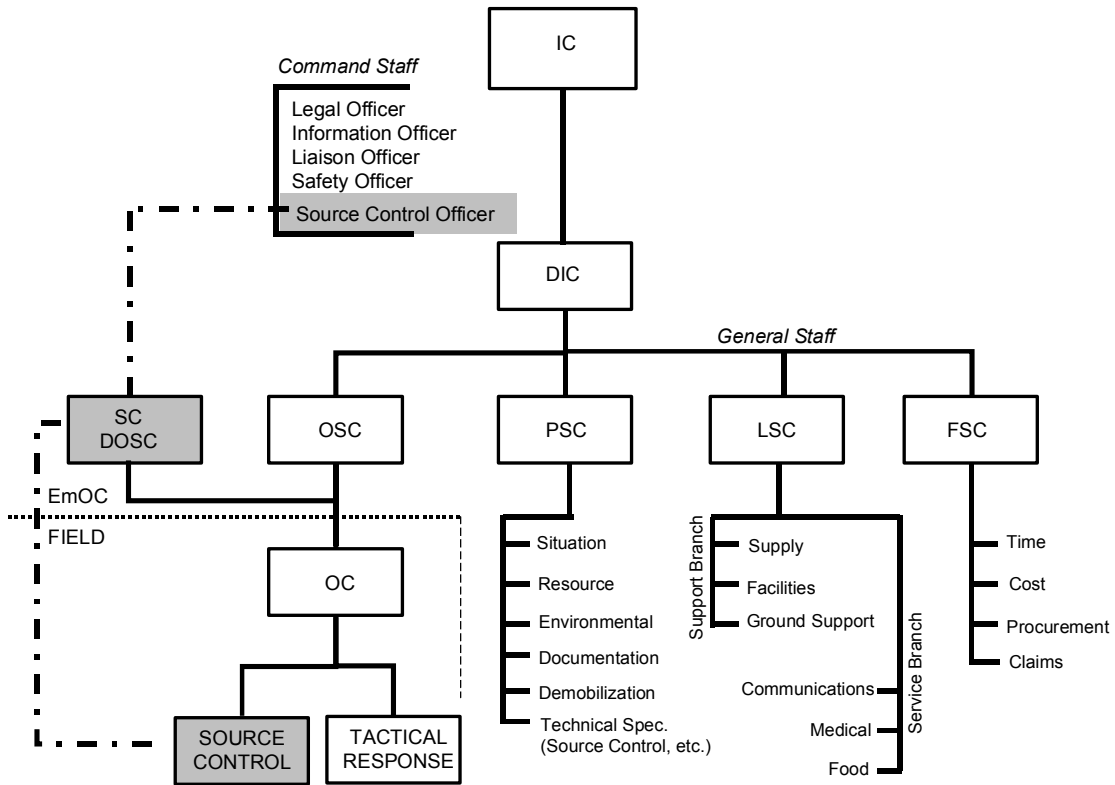 IC
Command Staff
Legal Officer
Information Officer
Liaison Officer
Safety Officer
Source Control Officer
DIC
General Staff
SC
DOSC
OSC
PSC
LSC
FSC
EmOC
FIELD
OC
SOURCE
CONTROL
TACTICAL
RESPONSE
Situation
Resource
Environmental
Documentation
Demobilization
Technical Spec.
(Source Control, etc.)
Support Branch
Supply
Facilities
Ground Support
Service Branch
Communications
Medical
Food
Time
Cost
Procurement
Claims